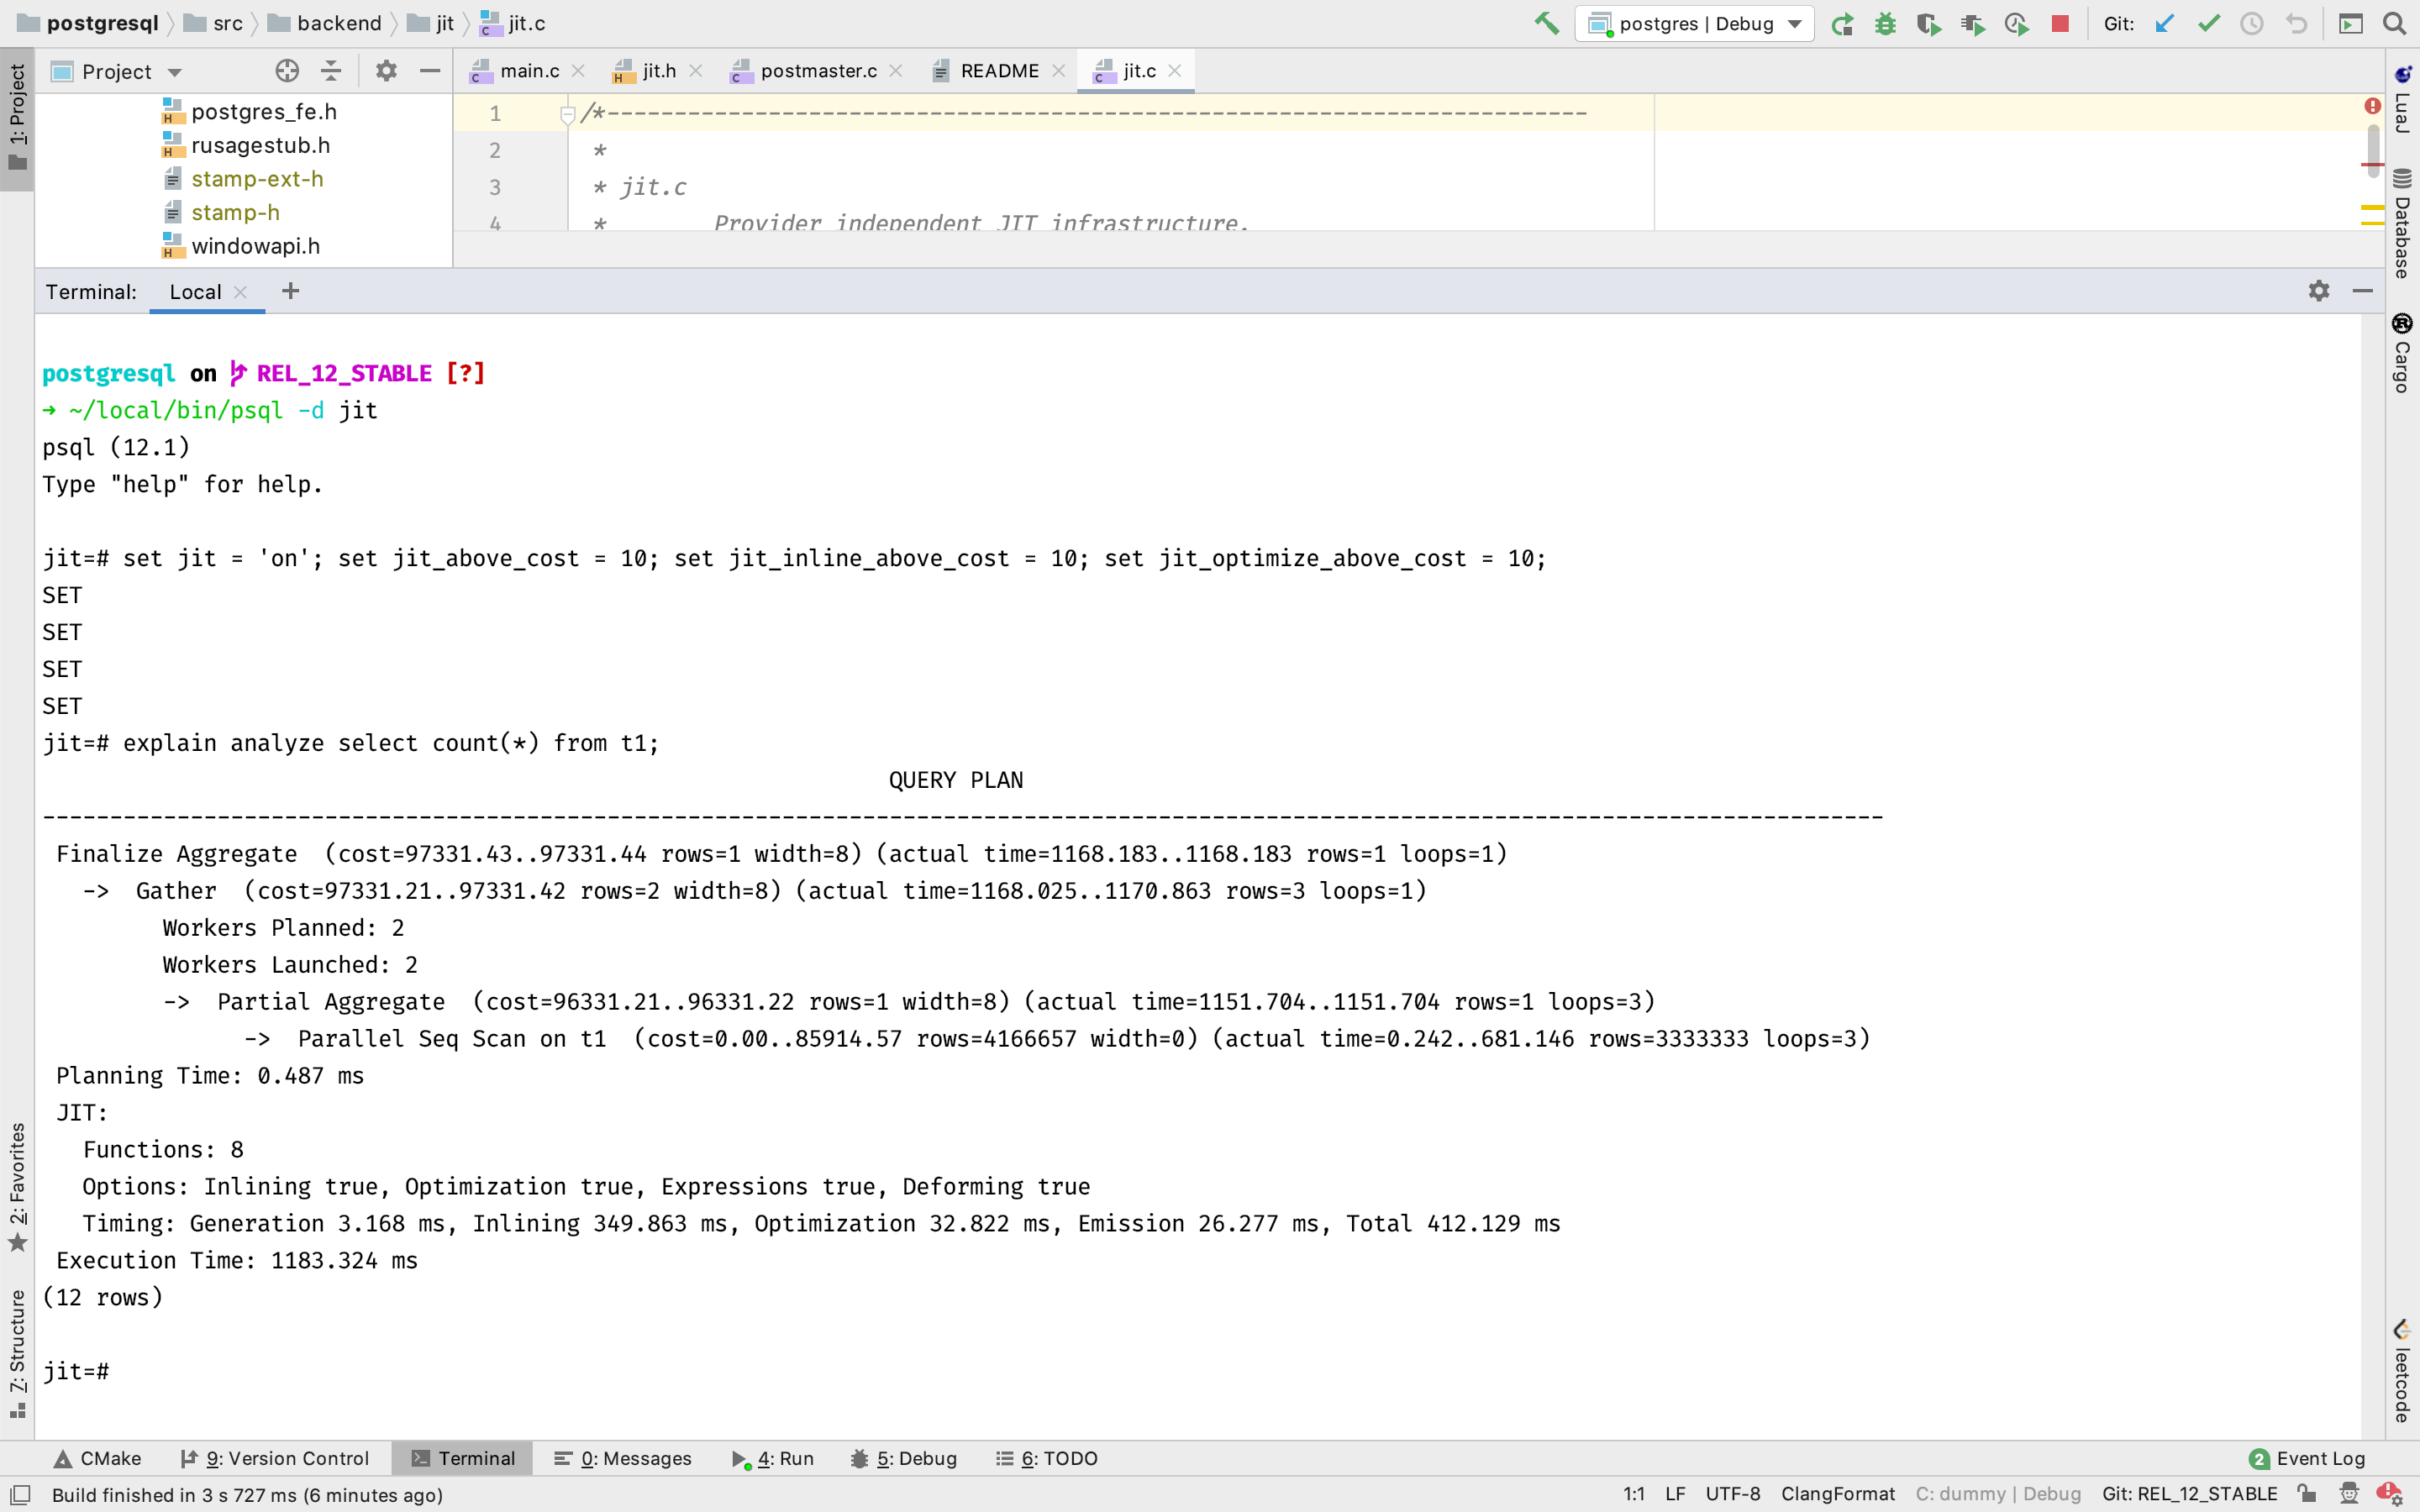 postgresql src backend jit jit.c postgres | Debug Git:
Project main.c jit.h postmaster.c README jit.c
1: Project
postgres_fe.h
rusagestub.h
stamp-ext-h
stamp-h
windowapi.h
1 /*-------------------------------------------------------------------------
2 *
3 * jit.c
4 * Provider independent JIT infrastructure.
LuaJ
Database
Cargo
leetcode
Terminal: Local
postgresql on REL_12_STABLE [?]
➜ ~/local/bin/psql -d jit
psql (12.1)
Type "help" for help.
jit=# set jit = 'on'; set jit_above_cost = 10; set jit_inline_above_cost = 10; set jit_optimize_above_cost = 10;
SET
SET
SET
SET
jit=# explain analyze select count(*) from t1;
QUERY PLAN
-----------------------------------------------------------------------------------------------------------------------------------------
Finalize Aggregate (cost=97331.43..97331.44 rows=1 width=8) (actual time=1168.183..1168.183 rows=1 loops=1)
-> Gather (cost=97331.21..97331.42 rows=2 width=8) (actual time=1168.025..1170.863 rows=3 loops=1)
Workers Planned: 2
Workers Launched: 2
-> Partial Aggregate (cost=96331.21..96331.22 rows=1 width=8) (actual time=1151.704..1151.704 rows=1 loops=3)
-> Parallel Seq Scan on t1 (cost=0.00..85914.57 rows=4166657 width=0) (actual time=0.242..681.146 rows=3333333 loops=3)
Planning Time: 0.487 ms
JIT:
Functions: 8
Options: Inlining true, Optimization true, Expressions true, Deforming true
Timing: Generation 3.168 ms, Inlining 349.863 ms, Optimization 32.822 ms, Emission 26.277 ms, Total 412.129 ms
Execution Time: 1183.324 ms
(12 rows)
jit=#
2: Favorites
7: Structure
CMake 9: Version Control Terminal 0: Messages 4: Run 5: Debug 6: TODO 2 Event Log
Build finished in 3 s 727 ms (6 minutes ago) 1:1 LF UTF-8 ClangFormat C: dummy | Debug Git: REL_12_STABLE